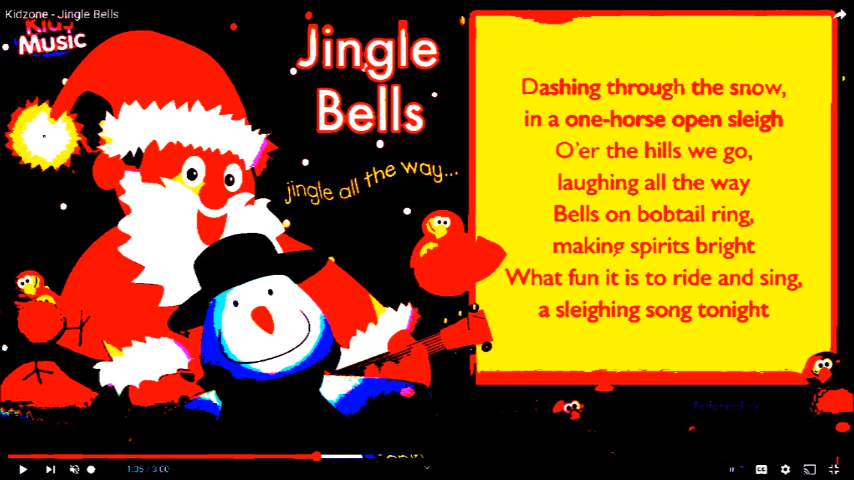 Kidzone - Jingle Bells
Music
Jingle
Bells
jingle all the way...
Dashing through the snow,
in a one-horse open sleigh
O'er the hills we go,
laughing all the way
Bells on bobtail ring,
making spirits bright
What fun it is to ride and sing,
a sleighing song tonight
3:00